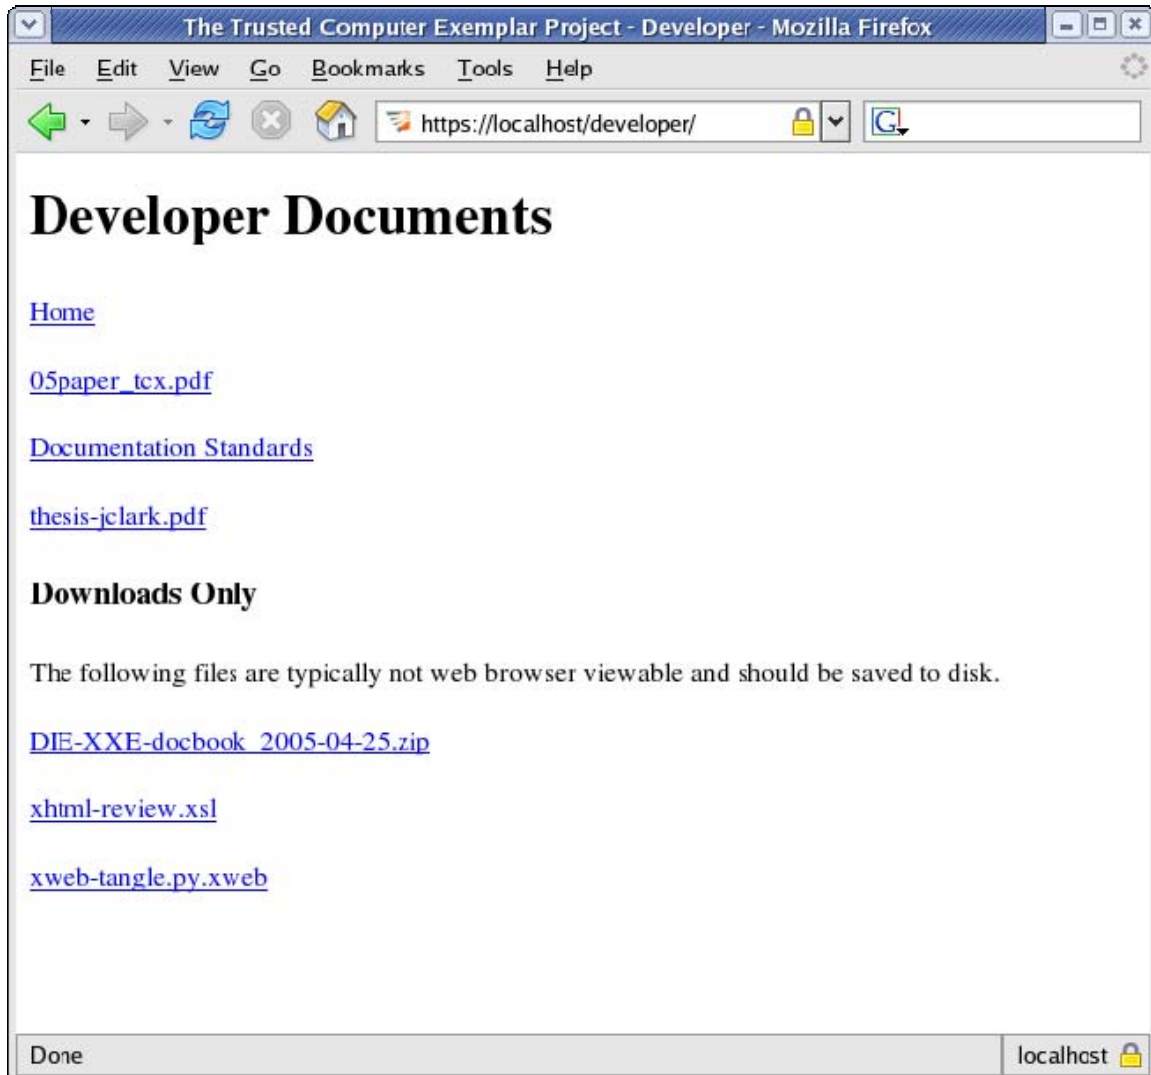 The Trusted Computer Exemplar Project - Developer - Mozilla Firefox
File Edit View Go Bookmarks Tools Help
https://localhost/developer/
G
Developer Documents
Home
05paper_tcx.pdf
Documentation Standards
thesis-jclark.pdf
Downloads Only
The following files are typically not web browser viewable and should be saved to disk.
DIE-XXE-docbook_2005-04-25.zip
xhtml-review.xsl
xweb-tangle.py.xweb
Done localhost